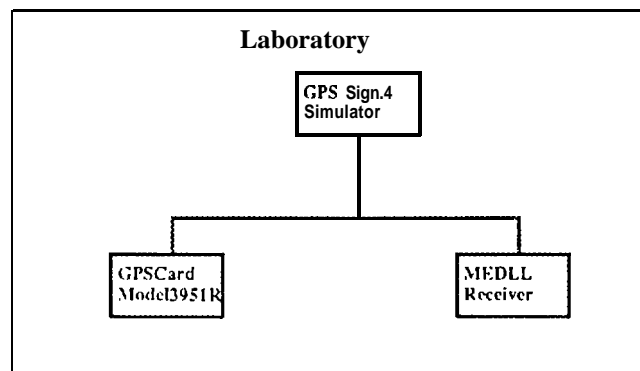 Laboratory
GPS Sign.4
Simulator
GPSCard
Model3951R
MEDLL
Receiver